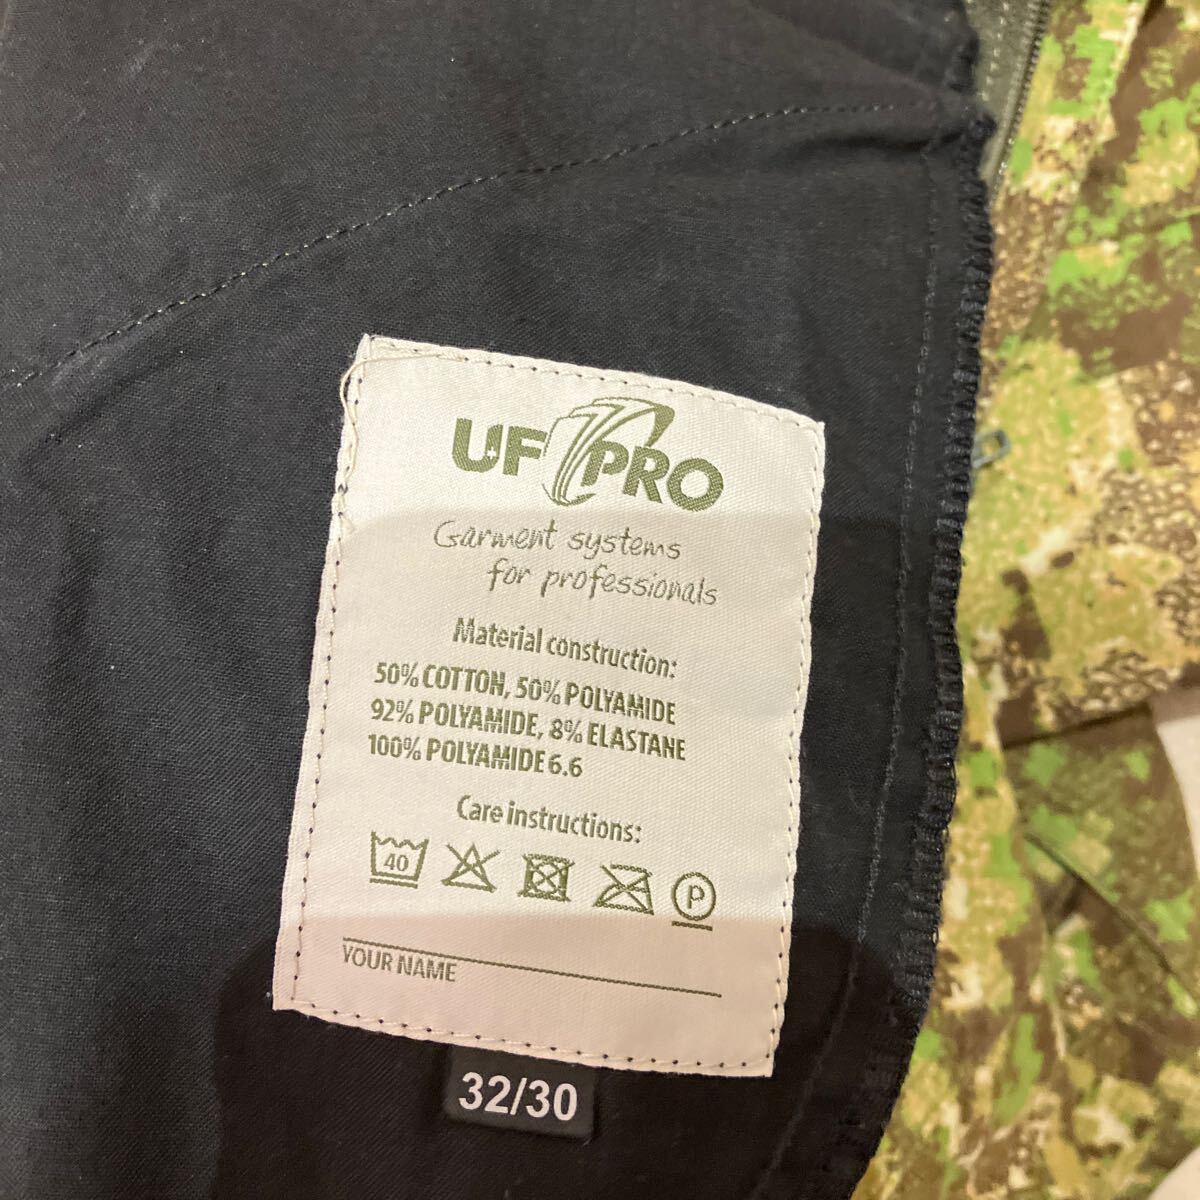 UF PRO
Garment systems
for professionals
Material construction:
50% COTTON, 50% POLYAMIDE
92% POLYAMIDE, 8% ELASTANE
100% POLYAMIDE 6.6
Care instructions:
40
P
YOUR NAME
32/30